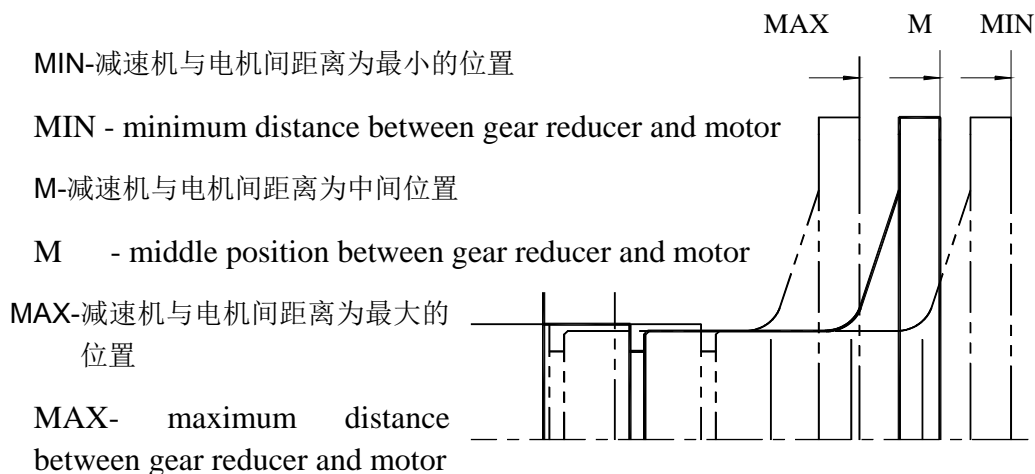 MAX M MIN
MIN-减速机与电机间距离为最小的位置
MIN - minimum distance between gear reducer and motor
M-减速机与电机间距离为中间位置
M - middle position between gear reducer and motor
MAX-减速机与电机间距离为最大的
位置
MAX- maximum distance
between gear reducer and motor